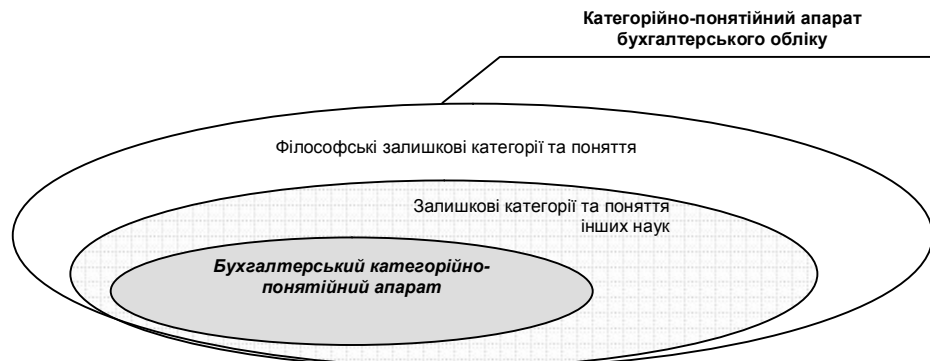 Категорійно-понятійний апарат
бухгалтерського обліку
Філософські залишкові категорії та поняття
Залишкові категорії та поняття
інших наук
Бухгалтерський категорійно-
понятійний апарат